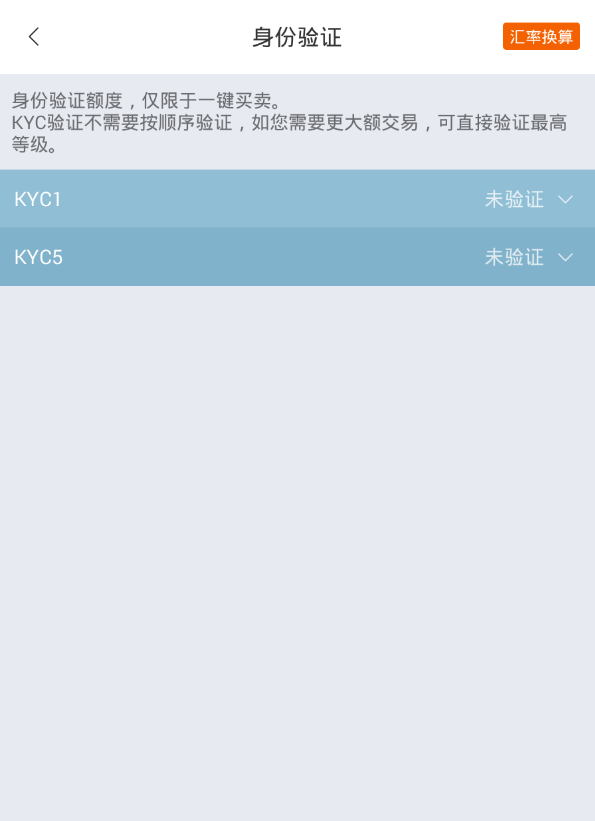 身份验证
汇率换算
身份验证额度，仅限于一键买卖。
KYC验证不需要按顺序验证，如您需要更大额交易，可直接验证最高
等级。
KYC1
未验证
KYC5
未验证